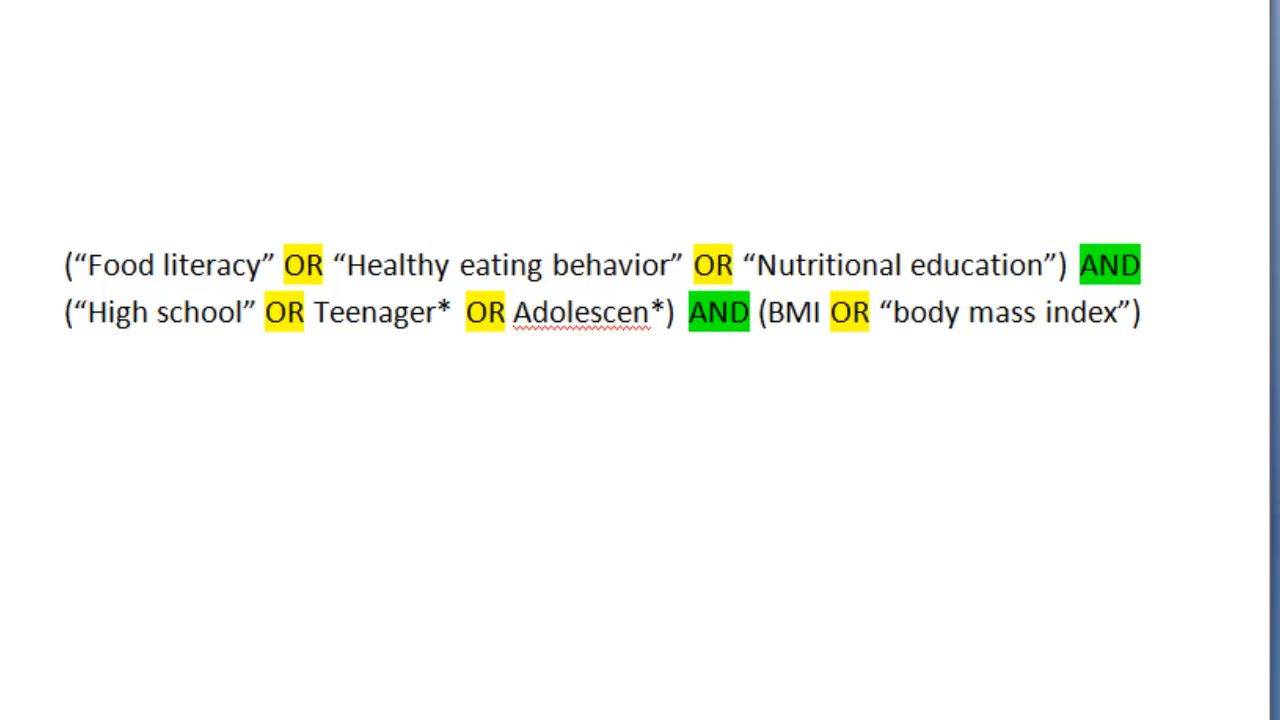 (“Food literacy” OR “Healthy eating behavior” OR “Nutritional education”) AND
(“High school” OR Teenager* OR Adolescen*) AND (BMI OR “body mass index”)